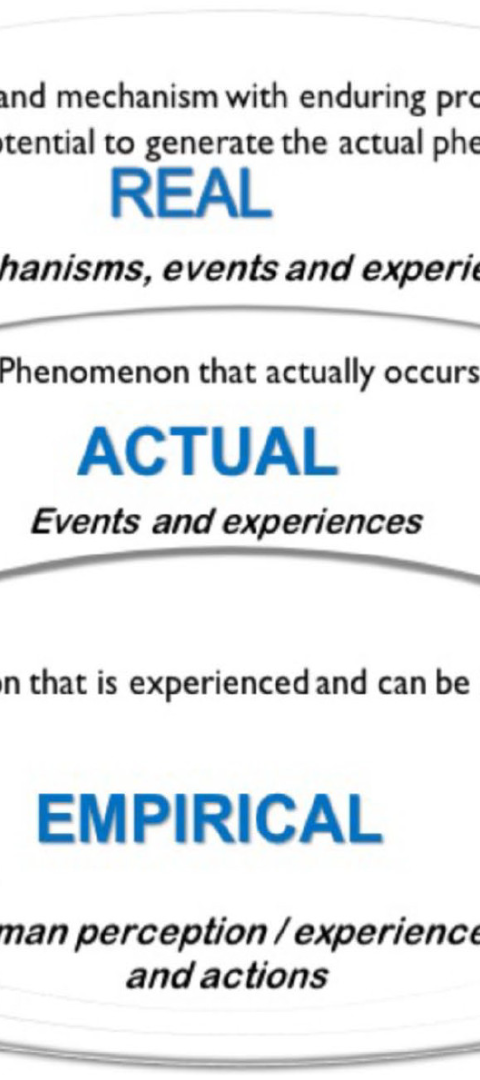 and mechanism with enduring pro
tential to generate the actual phe
REAL
hanisms, events and experie
Phenomenon that actually occurs
ACTUAL
Events and experiences
on that is experienced and can be
EMPIRICAL
man perception / experience
and actions